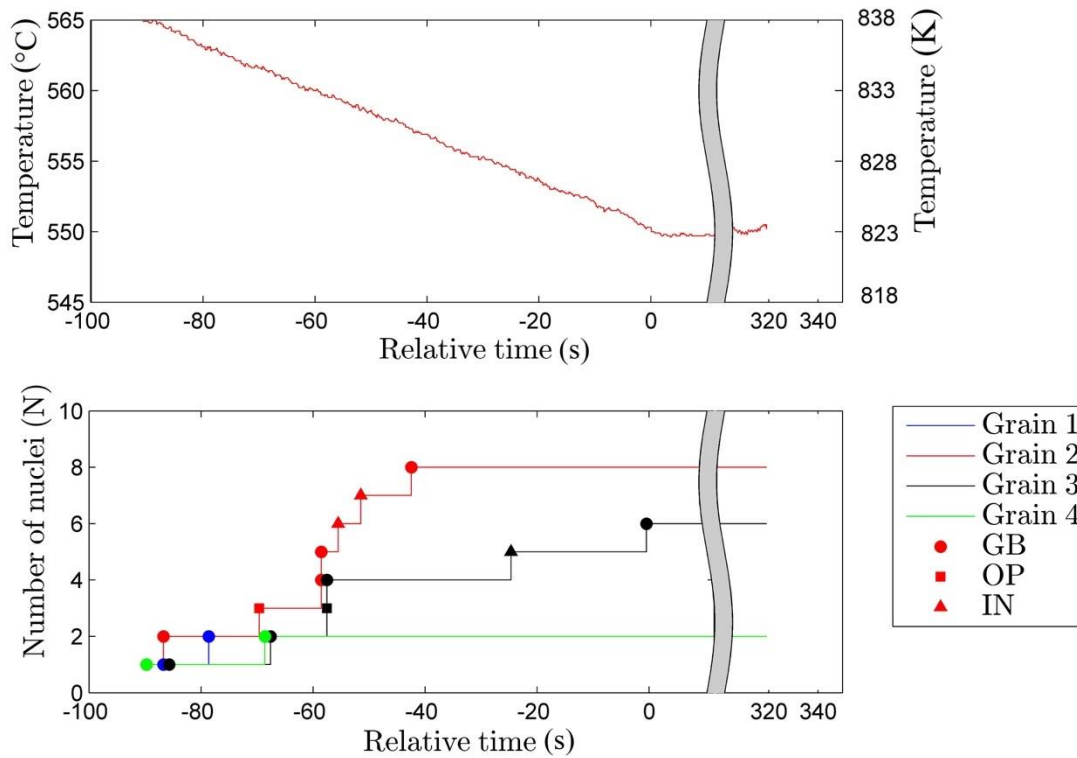 Temperature (°C)
565
560
555
550
545
838
833
828
823
818
Temperature (K)
-100 -80 -60 -40 -20 0 320 340
Relative time (s)
Number of nuclei (N)
10
8
6
4
2
0
-100 -80 -60 -40 -20 0 320 340
Relative time (s)
Grain 1
Grain 2
Grain 3
Grain 4
GB
OP
IN